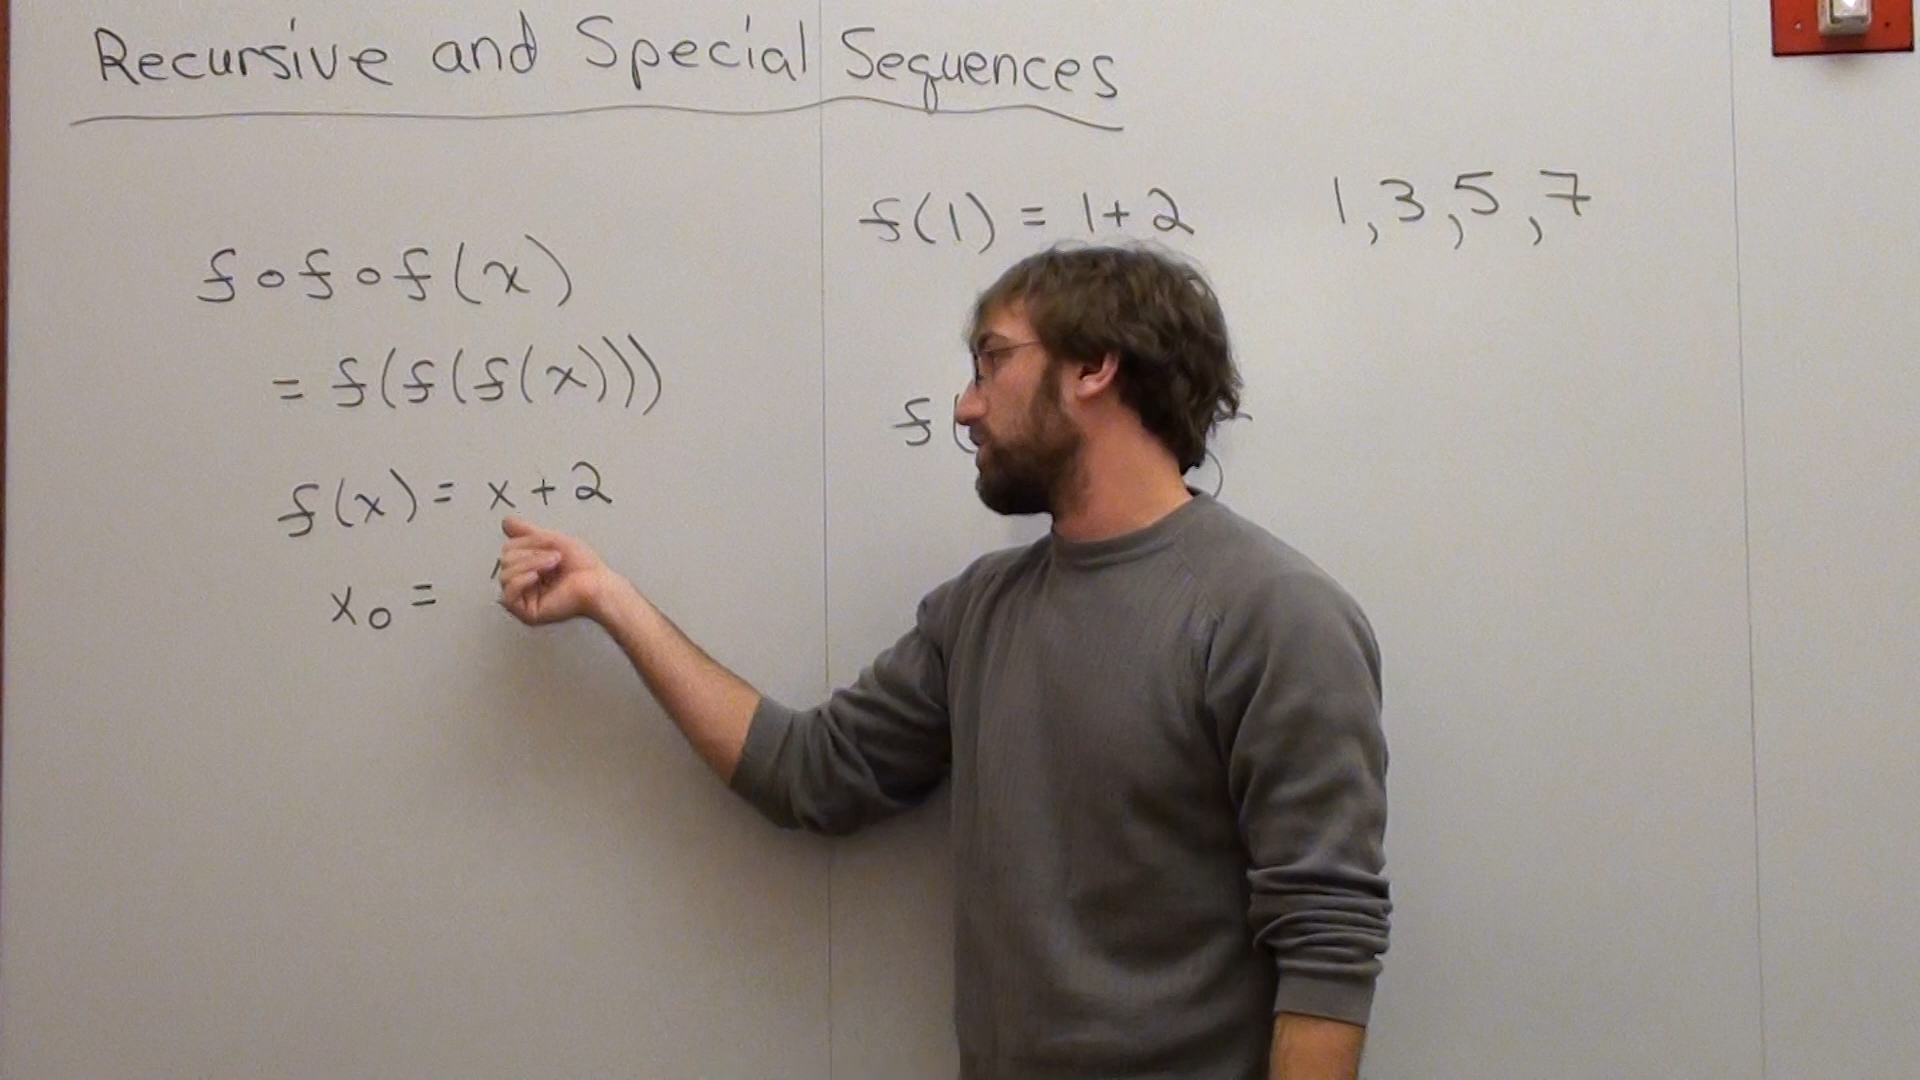 Recursive and Special Sequences
f∘f∘f(x)
= f(f(f(x)))
f(x) = x+2
x₀ =
f(1) = 1+2
f(
1,3,5,7